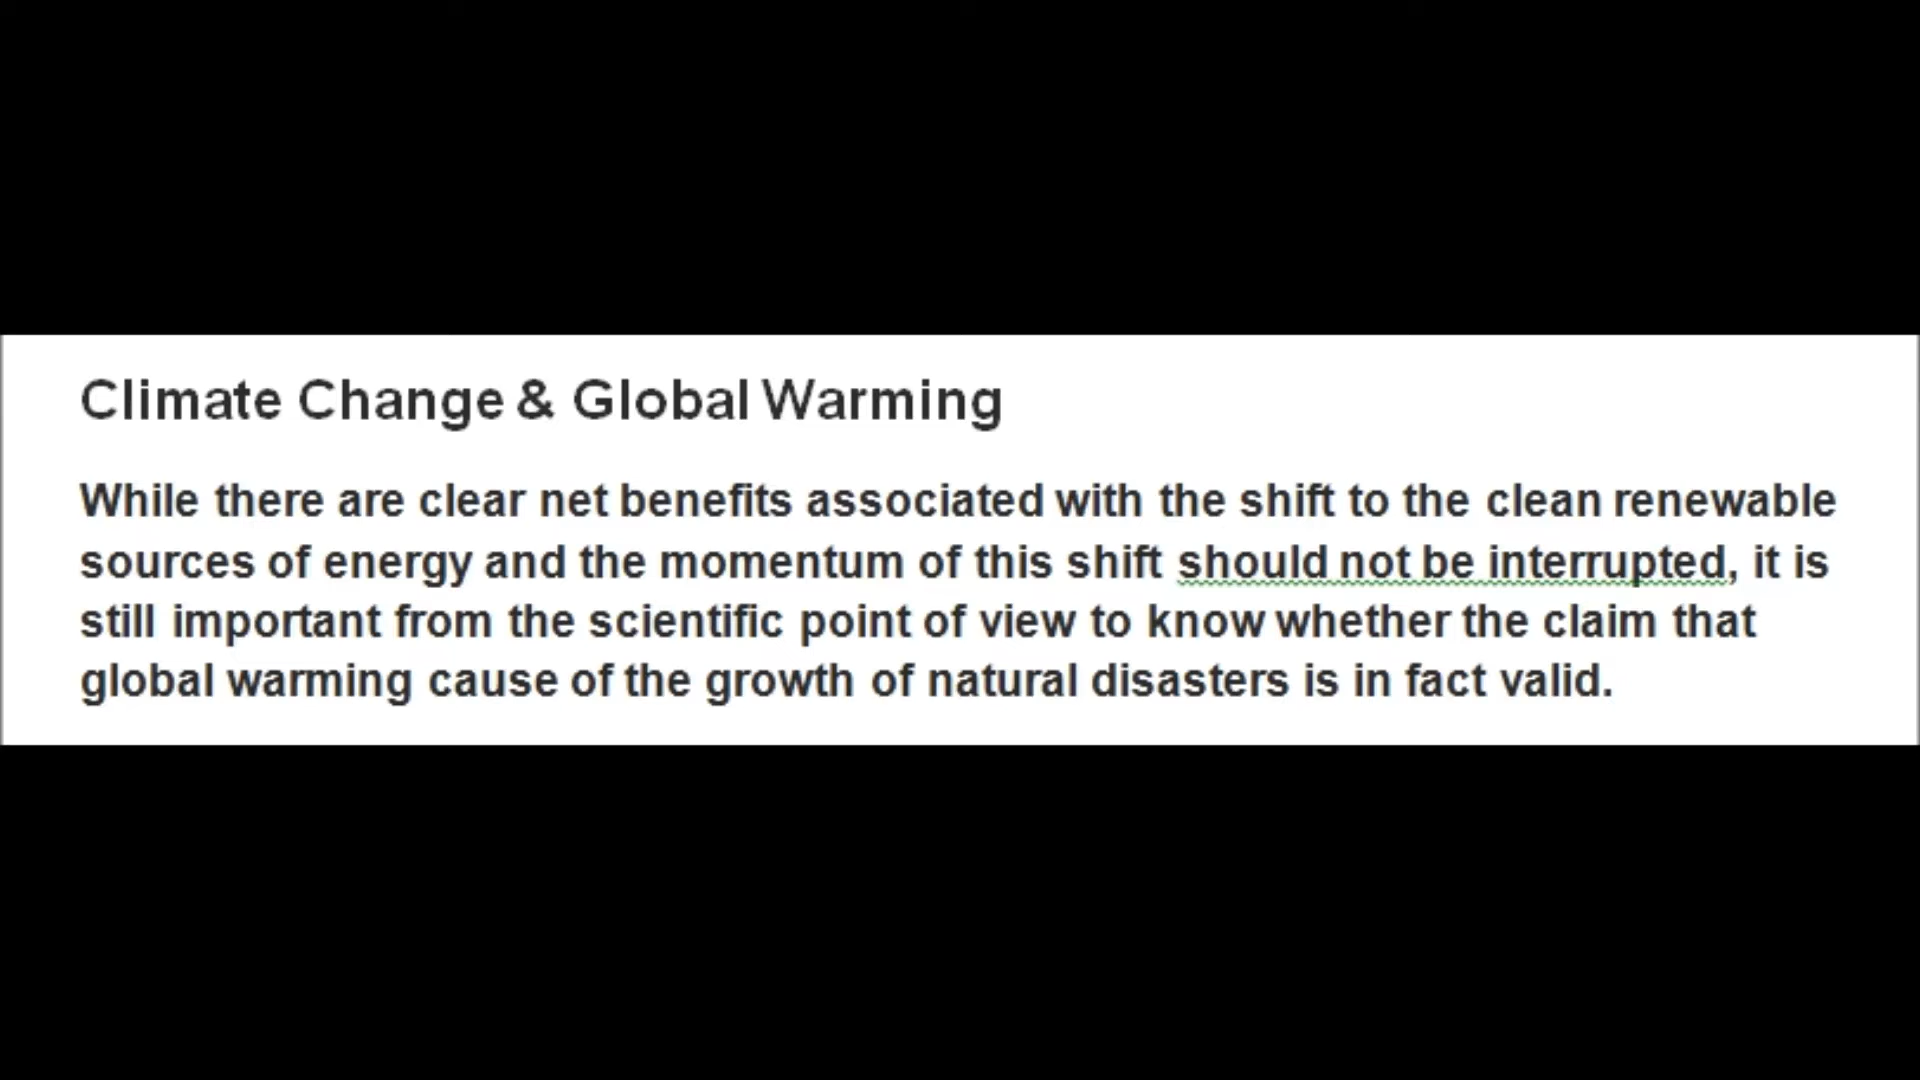 Climate Change & Global Warming
While there are clear net benefits associated with the shift to the clean renewable
sources of energy and the momentum of this shift should not be interrupted, it is
still important from the scientific point of view to know whether the claim that
global warming cause of the growth of natural disasters is in fact valid.